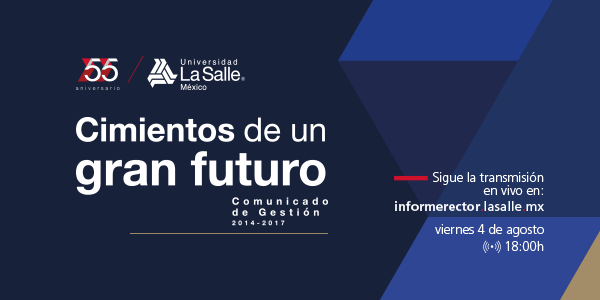 55
aniversario
Universidad
La Salle®
México
Cimientos de un
gran futuro
Comunicado
de Gestión
2014-2017
Sigue la transmisión
en vivo en:
informerector lasalle mx
viernes 4 de agosto
18:00h